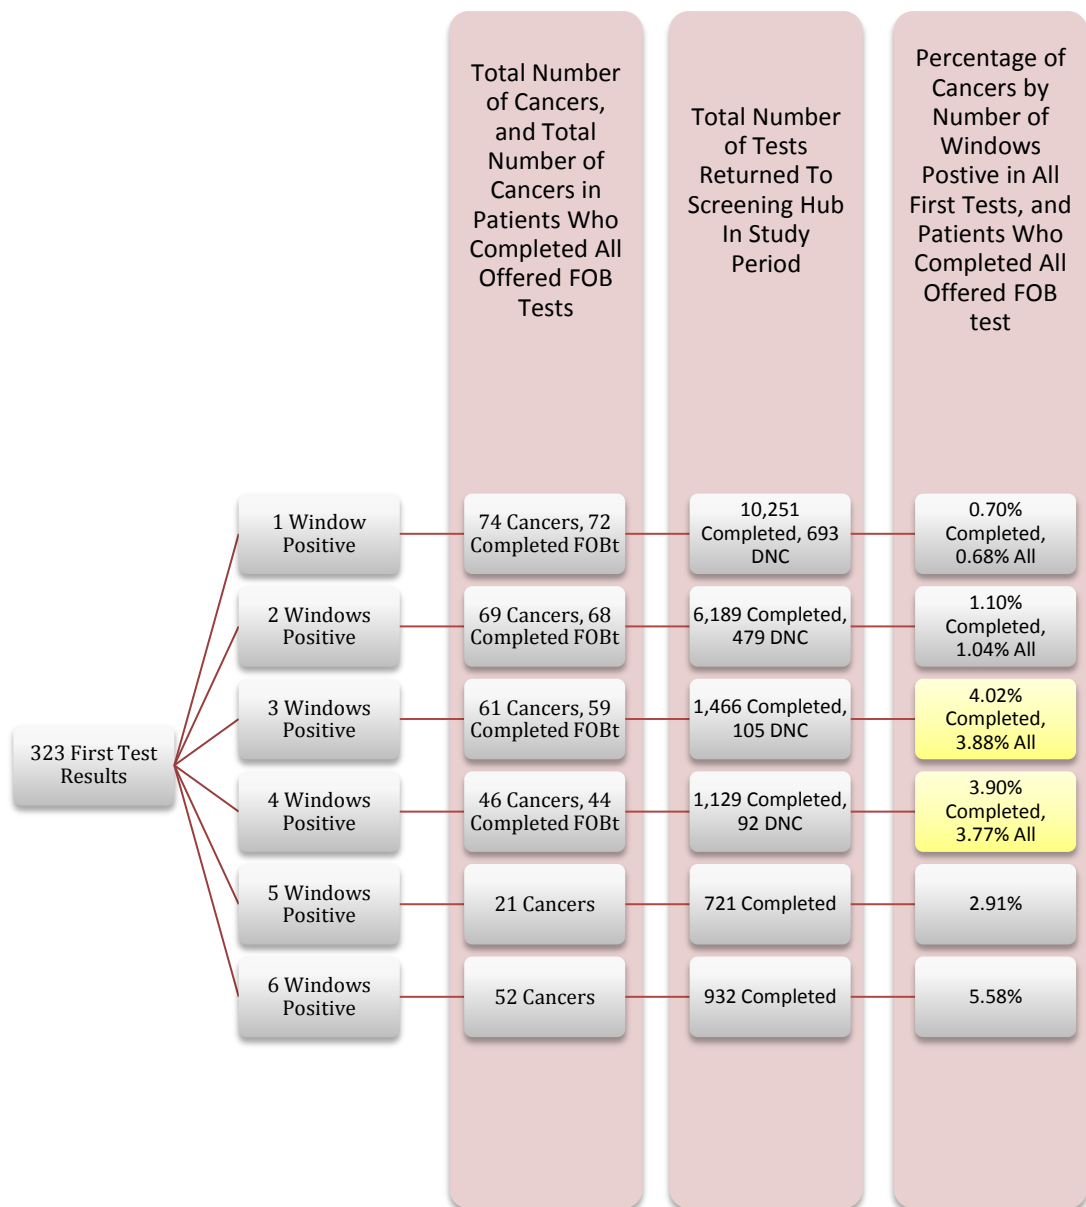 Total Number
of Cancers,
and Total
Number of
Cancers in
Patients Who
Completed All
Offered FOB
Tests
Total Number
of Tests
Returned To
Screening Hub
In Study
Period
Percentage of
Cancers by
Number of
Windows
Postive in All
First Tests, and
Patients Who
Completed All
Offered FOB
test
323 First Test
Results
1 Window
Positive
74 Cancers, 72
Completed FOBt
10,251
Completed, 693
DNC
0.70%
Completed,
0.68% All
2 Windows
Positive
69 Cancers, 68
Completed FOBt
6,189 Completed,
479 DNC
1.10%
Completed,
1.04% All
3 Windows
Positive
61 Cancers, 59
Completed FOBt
1,466 Completed,
105 DNC
4.02%
Completed,
3.88% All
4 Windows
Positive
46 Cancers, 44
Completed FOBt
1,129 Completed,
92 DNC
3.90%
Completed,
3.77% All
5 Windows
Positive
21 Cancers
721 Completed
2.91%
6 Windows
Positive
52 Cancers
932 Completed
5.58%